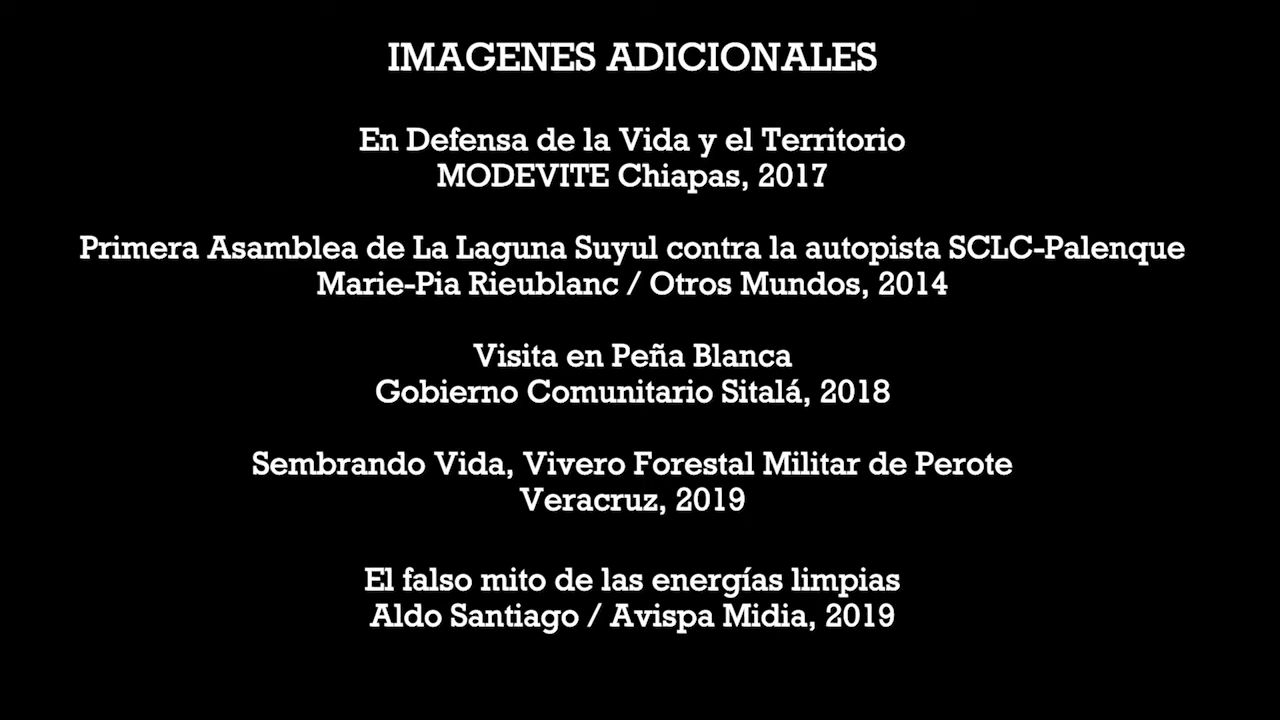 IMAGENES ADICIONALES
En Defensa de la Vida y el Territorio
MODEVITE Chiapas, 2017
Primera Asamblea de La Laguna Suyul contra la autopista SCLC-Palenque
Marie-Pia Rieublanc / Otros Mundos, 2014
Visita en Peña Blanca
Gobierno Comunitario Sitalá, 2018
Sembrando Vida, Vivero Forestal Militar de Perote
Veracruz, 2019
El falso mito de las energías limpias
Aldo Santiago / Avispa Midia, 2019